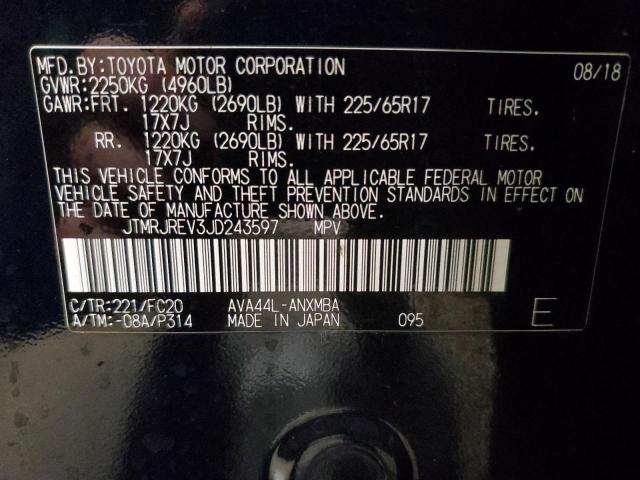 MFD.BY:TOYOTA MOTOR CORPORATION 08/18
GVWR:2250KG (4960LB)
GAWR:FRT. 1220KG (2690LB) WITH 225/65R17 TIRES.
17X7J RIMS.
RR. 1220KG (2690LB) WITH 225/65R17 TIRES.
17X7J RIMS.
THIS VEHICLE CONFORMS TO ALL APPLICABLE FEDERAL MOTOR
VEHICLE SAFETY AND THEFT PREVENTION STANDARDS IN EFFECT ON
THE DATE OF MANUFACTURE SHOWN ABOVE.
JTMRJREV3JD243597 MPV
C/TR:221/FC20 AVA44L-ANXMBA
A/TM:-08A/P314 MADE IN JAPAN 095 E